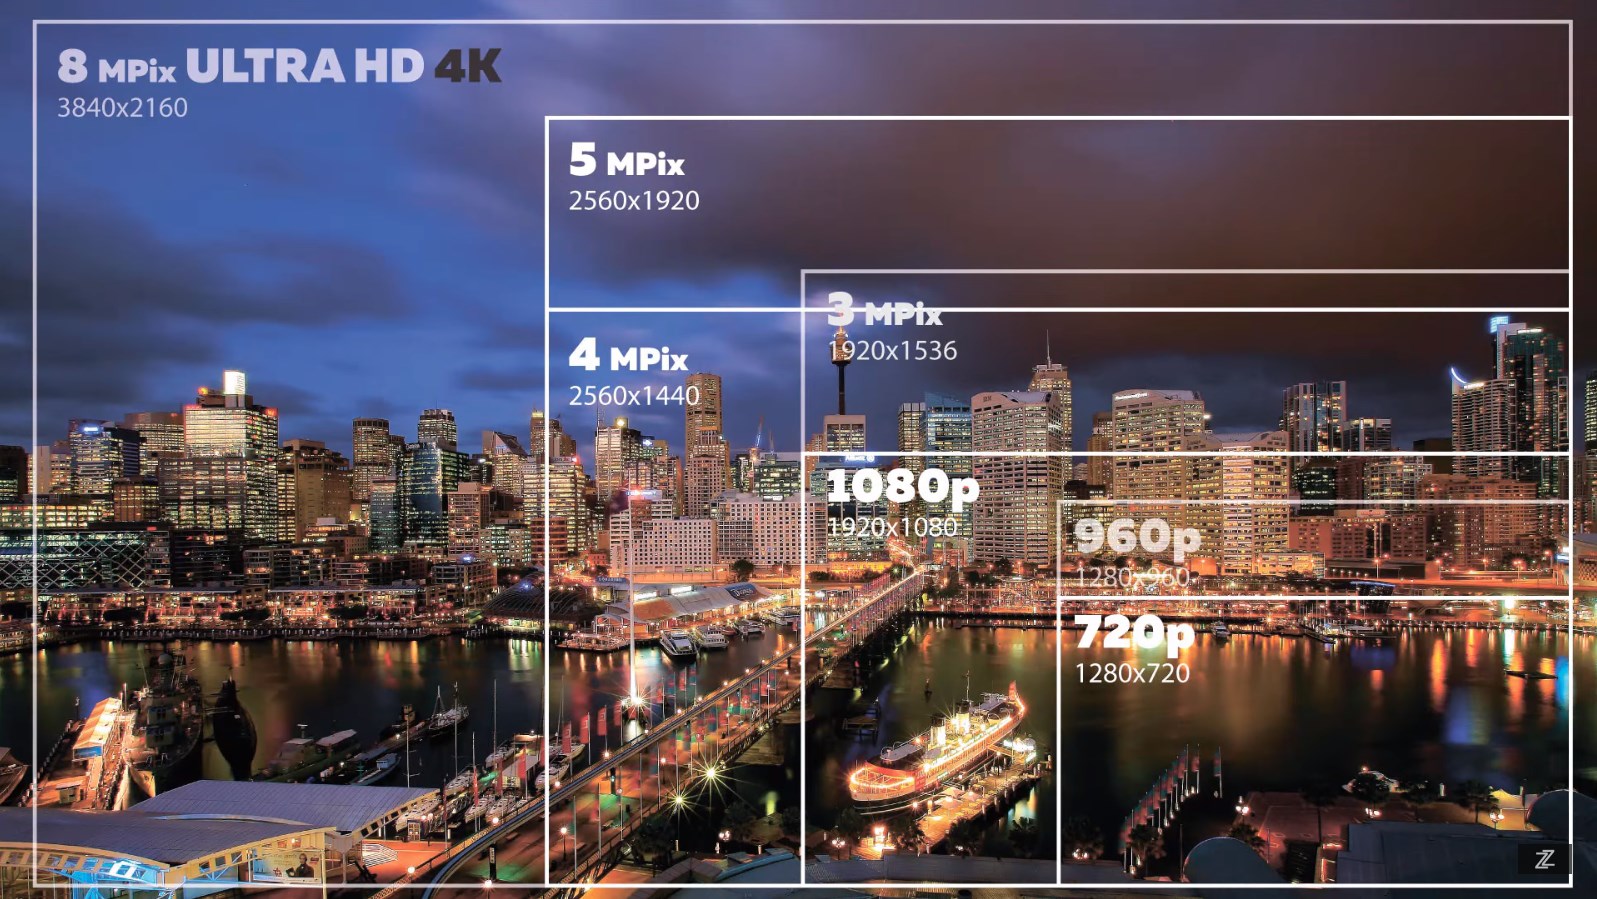 8 MPix ULTRA HD 4K
3840x2160
5 MPix
2560x1920
3 MPix
1920x1536
4 MPix
2560x1440
1080p
1920x1080
960p
1280x960
720p
1280x720